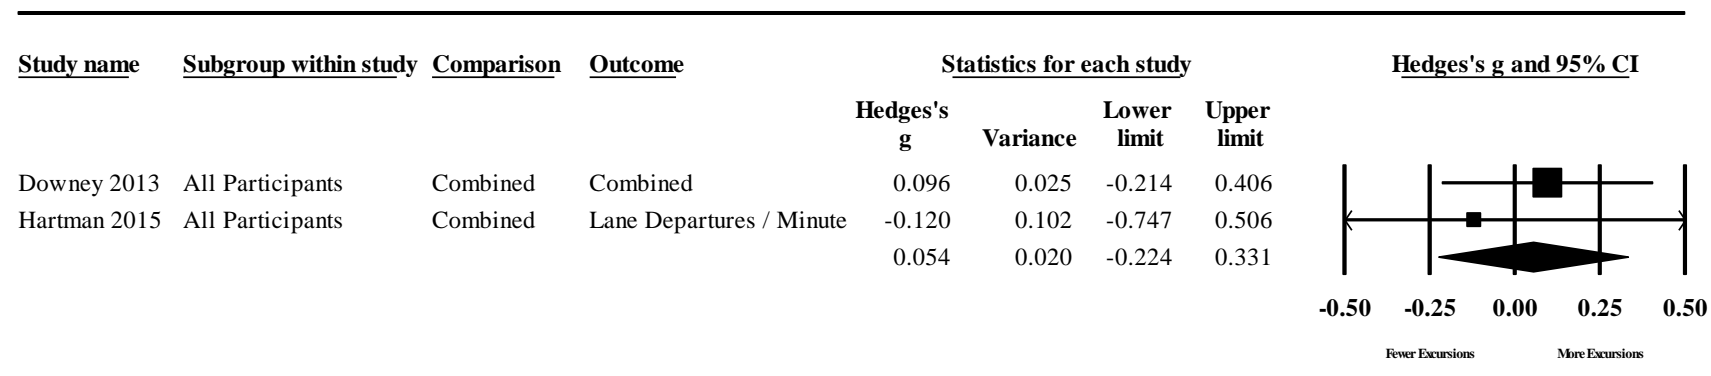 Study name Subgroup within study Comparison Outcome Statistics for each study Hedges's g and 95% CI
Hedges's Lower Upper
g Variance limit limit
Downey 2013 All Participants Combined Combined 0.096 0.025 -0.214 0.406
Hartman 2015 All Participants Combined Lane Departures / Minute -0.120 0.102 -0.747 0.506
0.054 0.020 -0.224 0.331
-0.50 -0.25 0.00 0.25 0.50
Fewer Excursions More Excursions